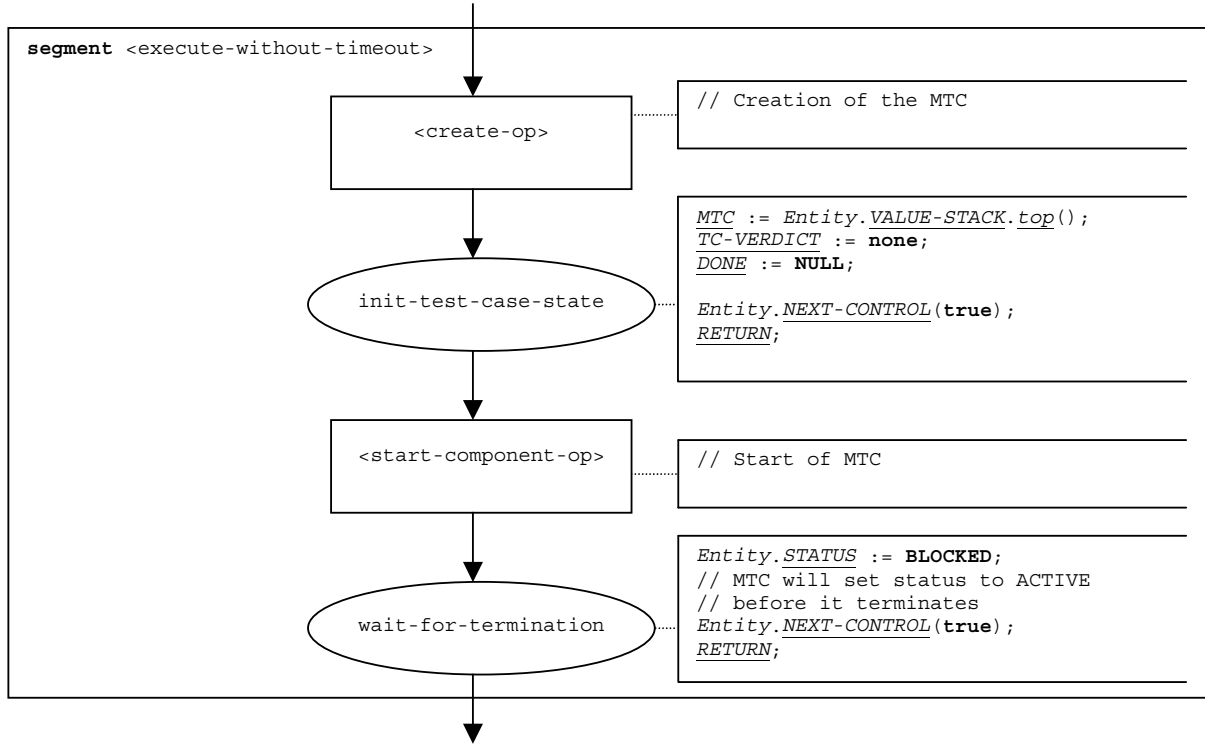 segment <execute-without-timeout>
<create-op>
// Creation of the MTC
init-test-case-state
MTC := Entity.VALUE-STACK.top();
TC-VERDICT := none;
DONE := NULL;
Entity.NEXT-CONTROL(true);
RETURN;
<start-component-op>
// Start of MTC
wait-for-termination
Entity.STATUS := BLOCKED;
// MTC will set status to ACTIVE
// before it terminates
Entity.NEXT-CONTROL(true);
RETURN;